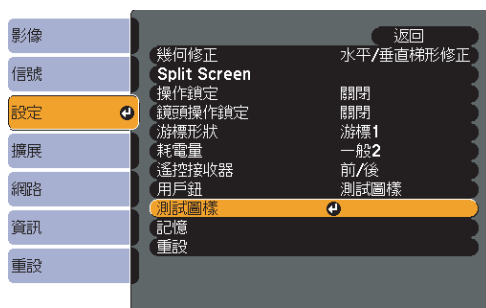 影像
信號
設定
擴展
網路
資訊
重設
返回
幾何修正 水平/垂直梯形修正
Split Screen
操作鎖定 關閉
鏡頭操作鎖定 關閉
游標形狀 游標1
耗電量 一般2
遙控接收器 前/後
用戶鈕 測試圖樣
測試圖樣
記憶
重設